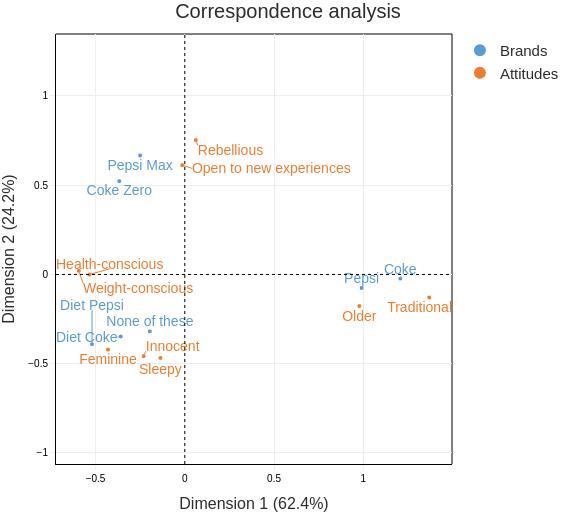 Correspondence analysis
Brands
Attitudes
Dimension 2 (24.2%)
1
0.5
0
−0.5
−1
Rebellious
Pepsi Max
Open to new experiences
Coke Zero
Health-conscious
Coke
Pepsi
Weight-conscious
Diet Pepsi
Traditional
Older
None of these
Diet Coke
Innocent
Feminine
Sleepy
−0.5
0
0.5
1
Dimension 1 (62.4%)